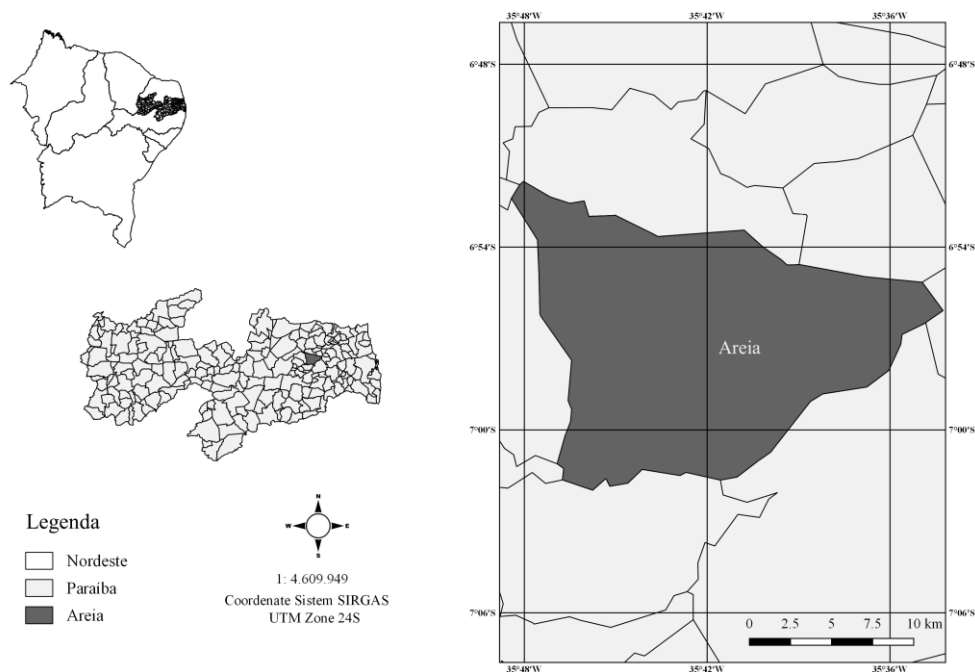 Legenda
Nordeste
Paraíba
Areia
N
W
E
S
1: 4.609.949
Coordenate Sistem SIRGAS
UTM Zone 24S
35°48'W
35°42'W
35°36'W
6°48'S
6°48'S
6°54'S
6°54'S
Areia
7°00'S
7°00'S
7°06'S
7°06'S
0 2.5 5 7.5 10 km
35°48'W
35°42'W
35°36'W